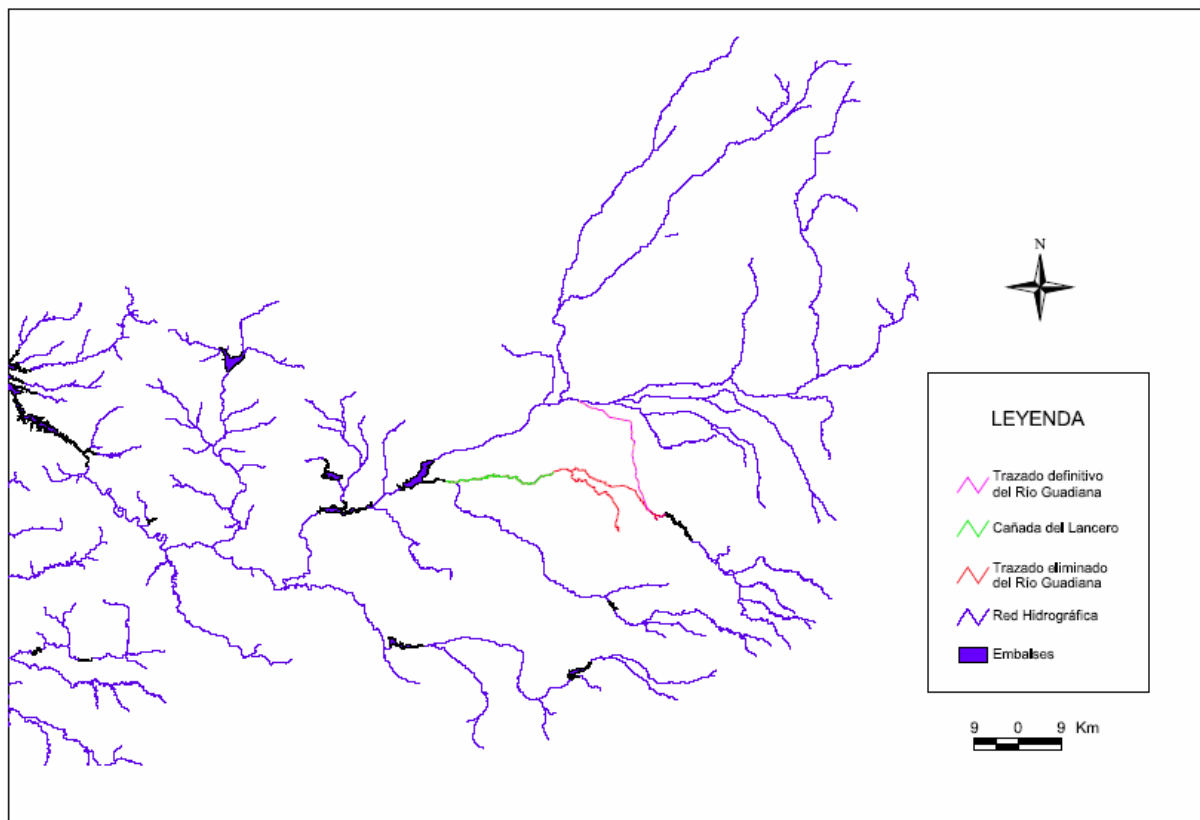 N
LEYENDA
Trazado definitivo
del Río Guadiana
Cañada del Lancero
Trazado eliminado
del Río Guadiana
Red Hidrográfica
Embalses
9 0 9 Km